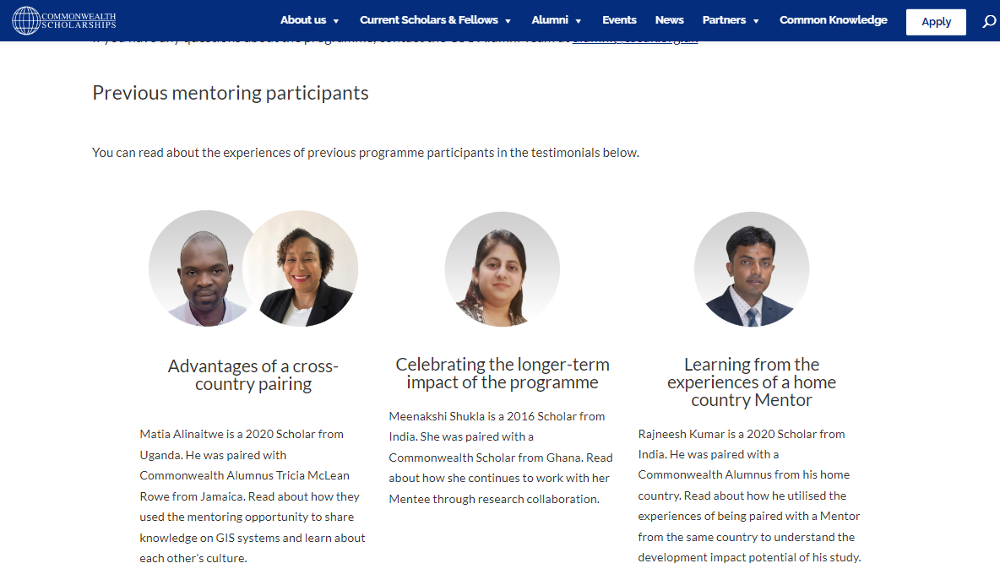 COMMONWEALTH
SCHOLARSHIPS
About us
Current Scholars & Fellows
Alumni
Events
News
Partners
Common Knowledge
Apply
Previous mentoring participants
You can read about the experiences of previous programme participants in the testimonials below.
Advantages of a cross-
country pairing
Matia Alinaitwe is a 2020 Scholar from
Uganda. He was paired with
Commonwealth Alumnus Tricia McLean
Rowe from Jamaica. Read about how they
used the mentoring opportunity to share
knowledge on GIS systems and learn about
each other’s culture.
Celebrating the longer-term
impact of the programme
Meenakshi Shukla is a 2016 Scholar from
India. She was paired with a
Commonwealth Scholar from Ghana. Read
about how she continues to work with her
Mentee through research collaboration.
Learning from the
experiences of a home
country Mentor
Rajneesh Kumar is a 2020 Scholar from
India. He was paired with a
Commonwealth Alumnus from his home
country. Read about how he utilised the
experiences of being paired with a Mentor
from the same country to understand the
development impact potential of his study.